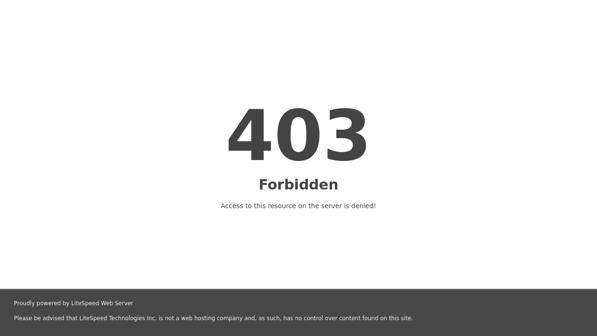 403
Forbidden
Access to this resource on the server is denied!
Proudly powered by LiteSpeed Web Server
Please be advised that LiteSpeed Technologies Inc. is not a web hosting company and, as such, has no control over content found on this site.